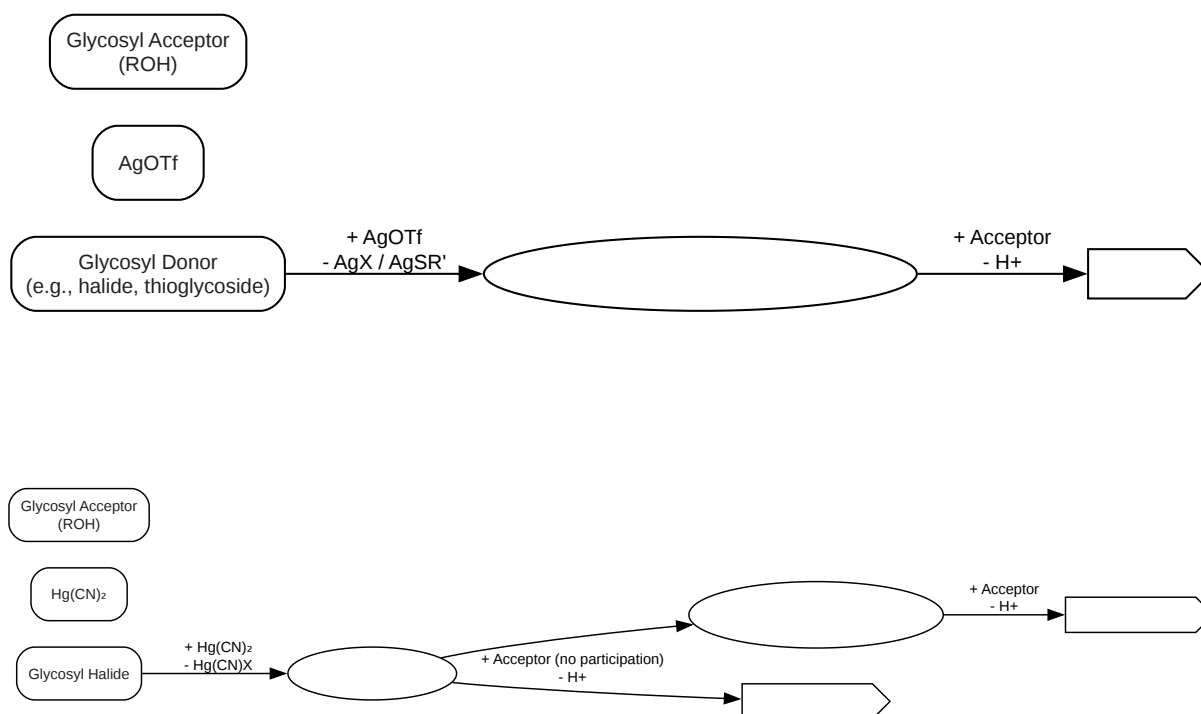 Glycosyl Acceptor
(ROH)
AgOTf
Glycosyl Donor
(e.g., halide, thioglycoside)
+ AgOTf
- AgX / AgSR'
+ Acceptor
- H+
Glycosyl Acceptor
(ROH)
Hg(CN)₂
Glycosyl Halide
+ Hg(CN)₂
- Hg(CN)X
+ Acceptor (no participation)
- H+
+ Acceptor
- H+